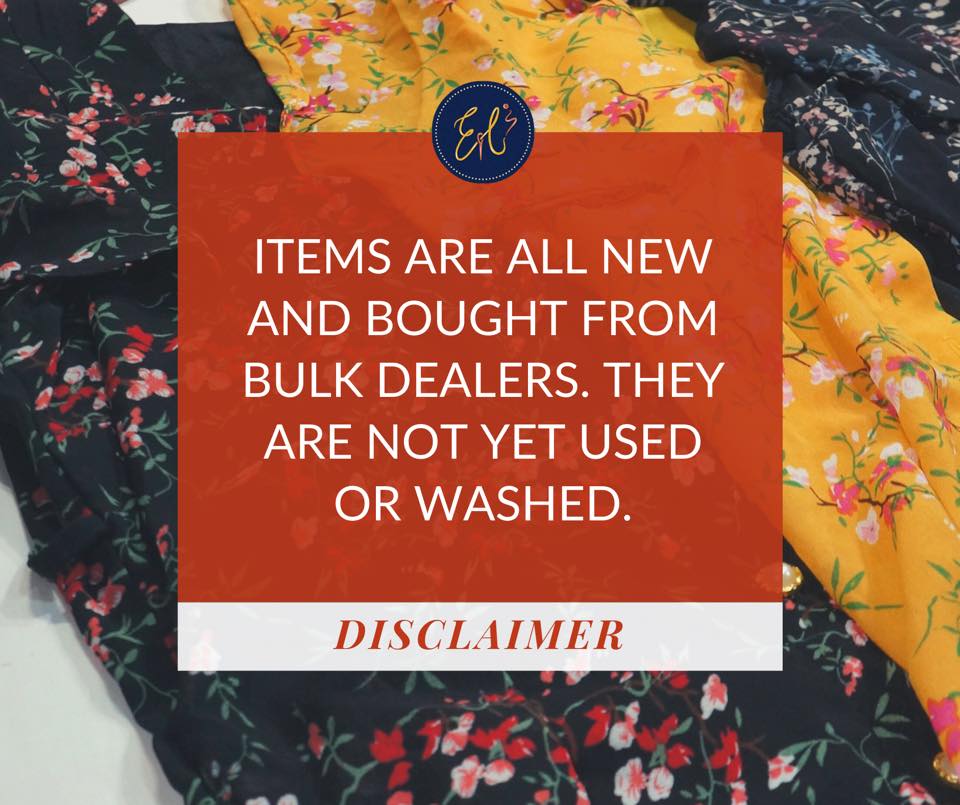 ITEMS ARE ALL NEW
AND BOUGHT FROM
BULK DEALERS. THEY
ARE NOT YET USED
OR WASHED.
DISCLAIMER